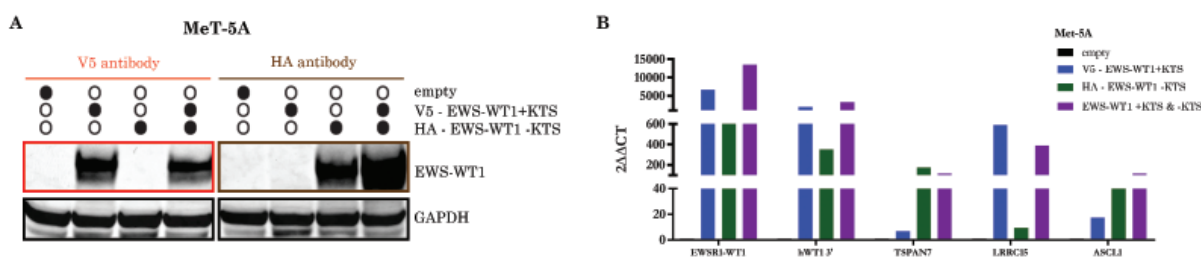 A
MeT-5A
V5 antibody
HA antibody
empty
V5 - EWS-WT1+KTS
HA - EWS-WT1 -KTS
EWS-WT1
GAPDH
B
Met-5A
empty
V5 - EWS-WT1+KTS
HA - EWS-WT1 -KTS
EWS-WT1 +KTS & -KTS
2ΔΔCT
15000
10000
5000
600
400
200
40
20
0
EWSR1-WT1
hWT1 3'
TSPAN7
LRRC15
ASCL1